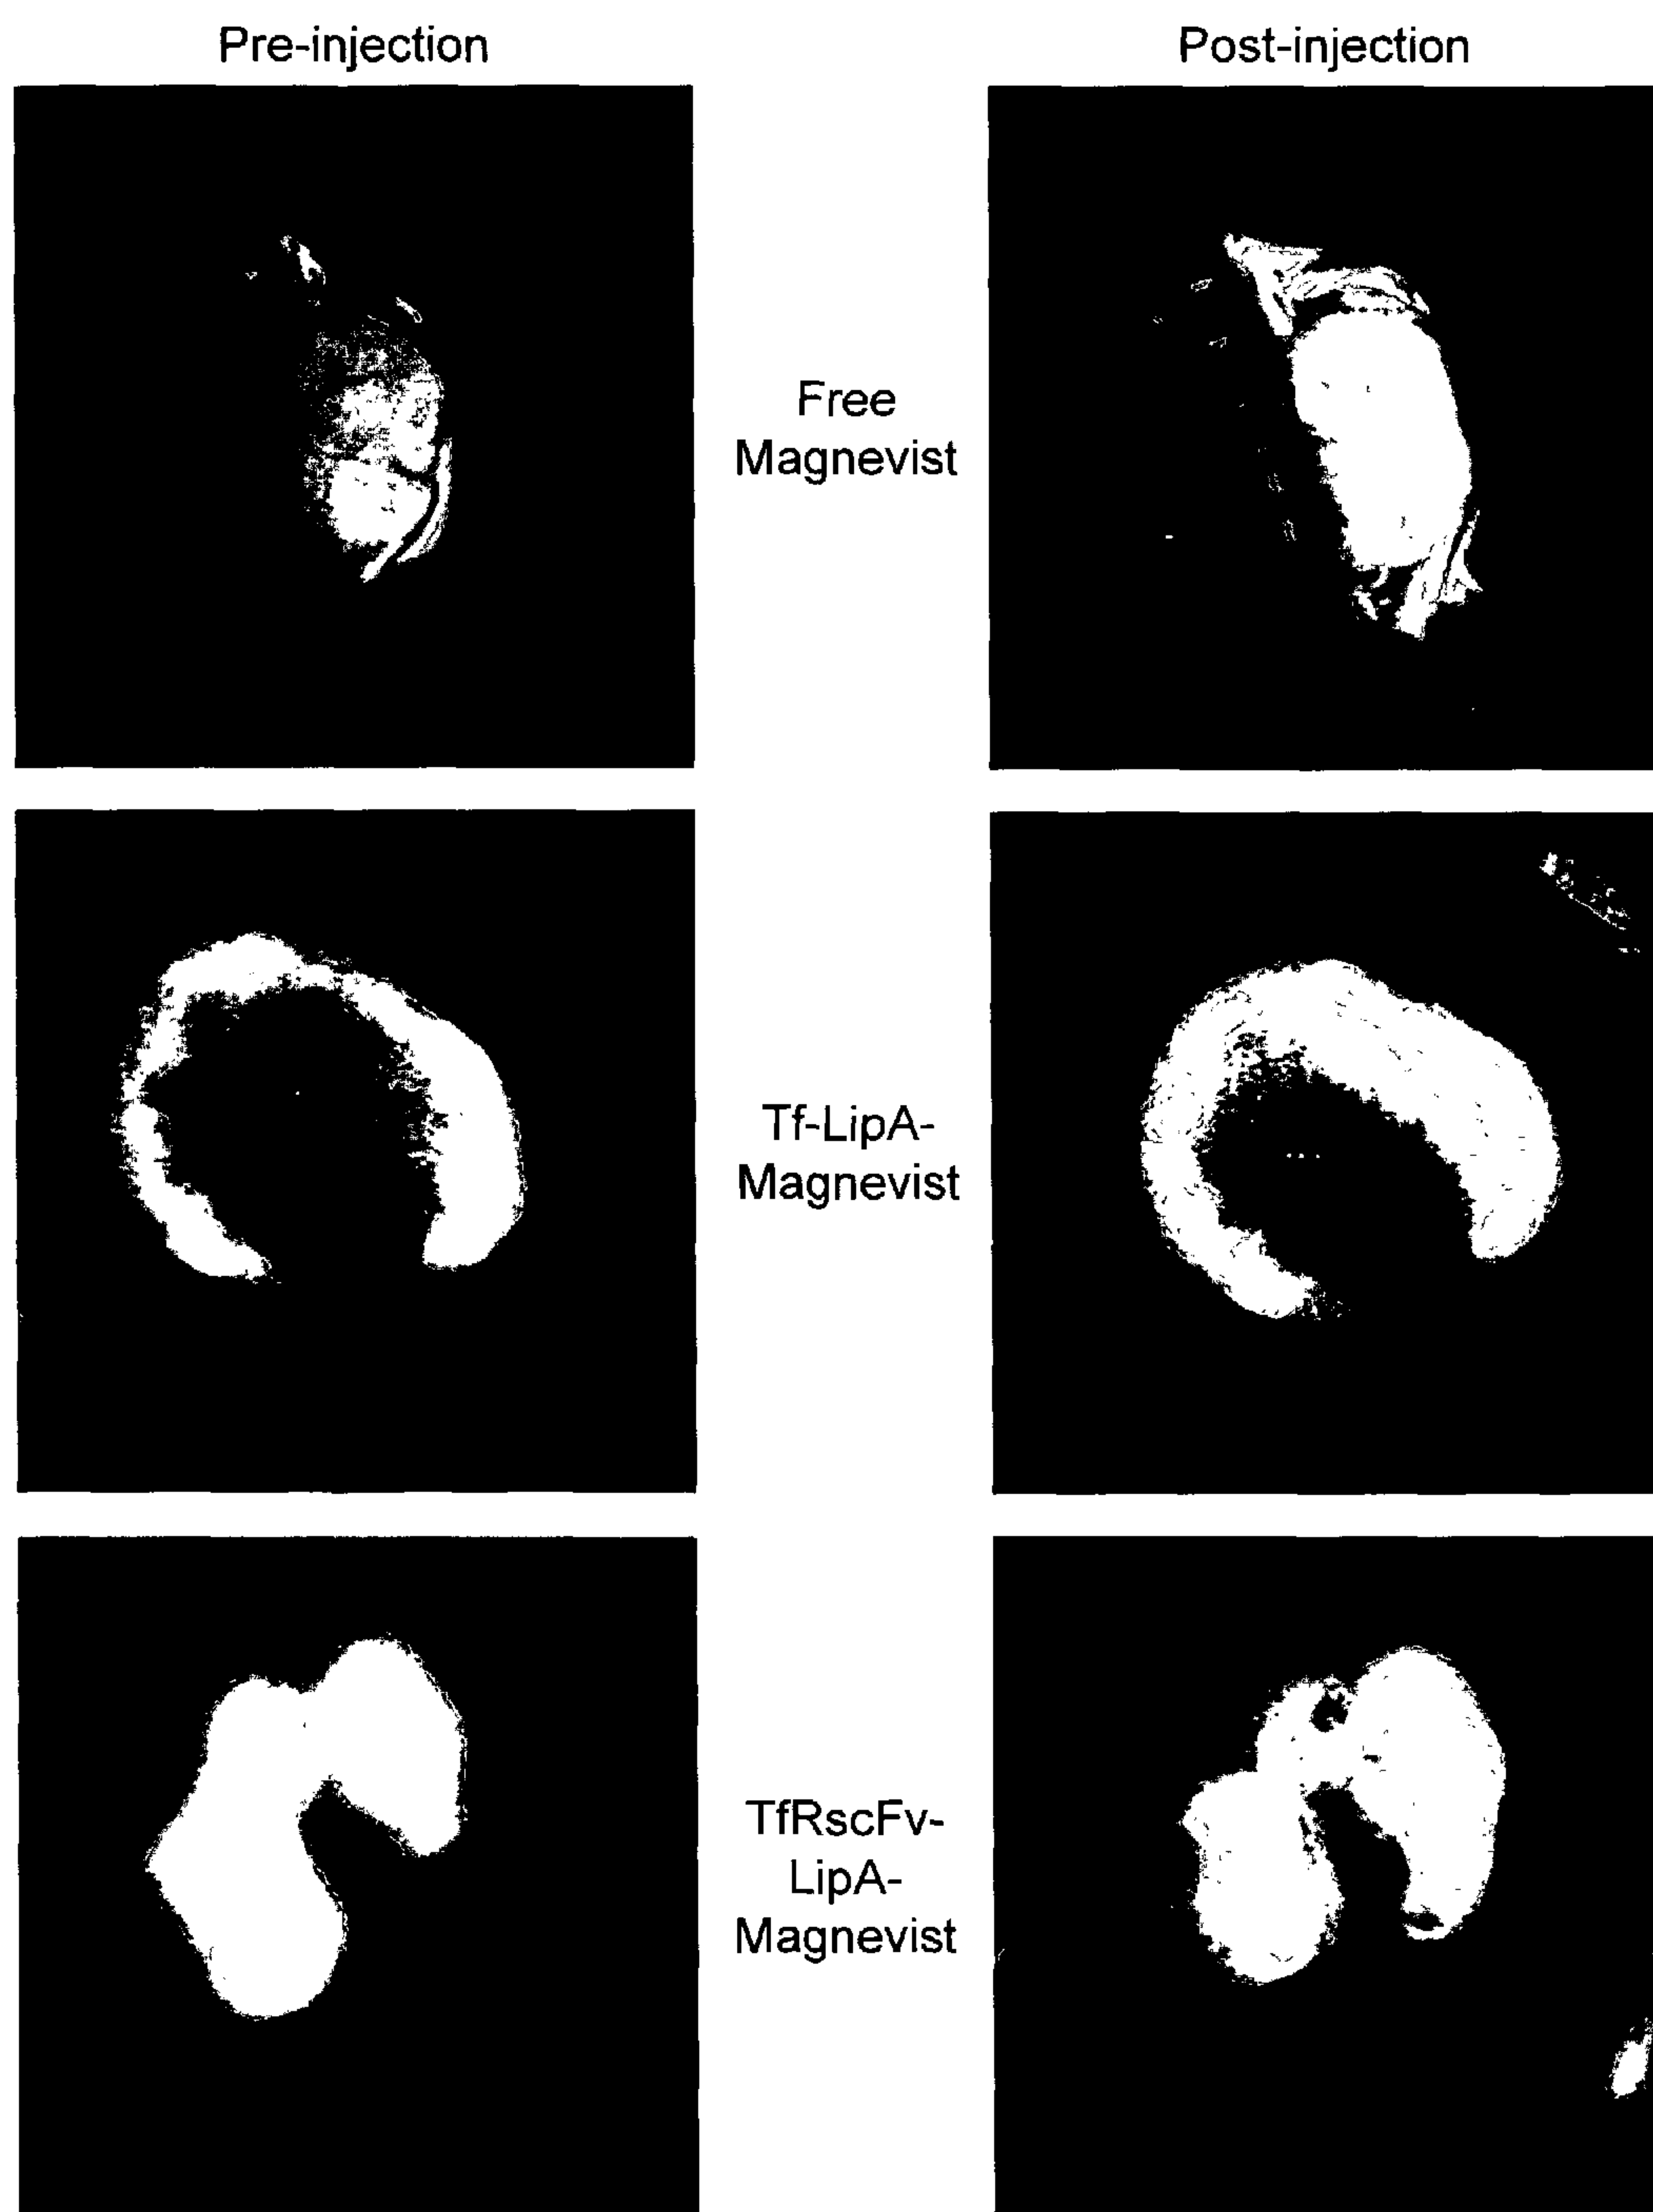 Pre-injection
Post-injection
Free
Magnevist
Tf-LipA-
Magnevist
TfRscFv-
LipA-
Magnevist